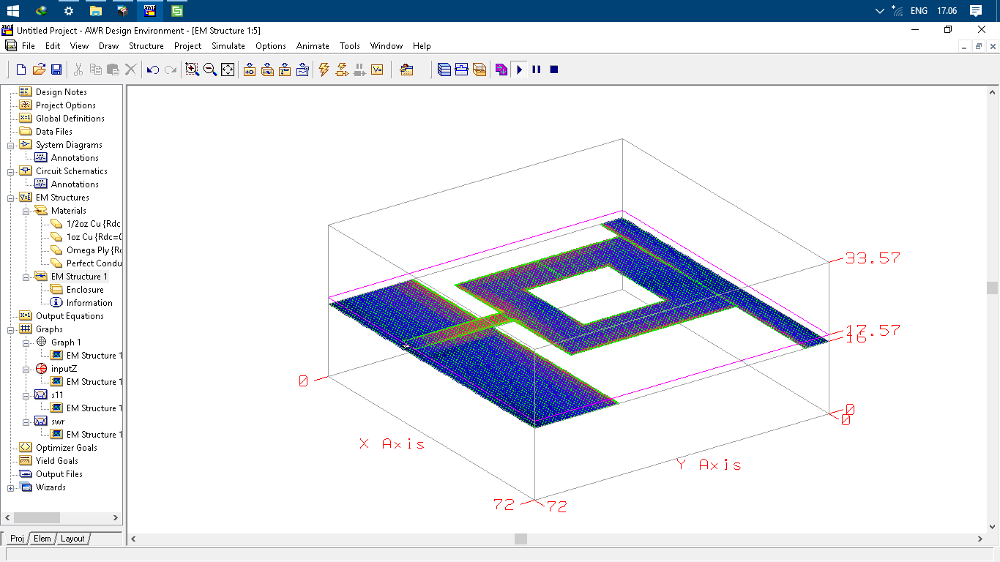 ENG 17.06
Untitled Project - AWR Design Environment - [EM Structure 1:5]
File Edit View Draw Structure Project Simulate Options Animate Tools Window Help
Design Notes
Project Options
Global Definitions
Data Files
System Diagrams
Annotations
Circuit Schematics
Annotations
EM Structures
Materials
1/2oz Cu {Rdc
1oz Cu {Rdc=0
Omega Ply {Rd
Perfect Condu
EM Structure 1
Enclosure
Information
Output Equations
Graphs
Graph 1
EM Structure 1
inputZ
EM Structure 1
s11
EM Structure 1
swr
EM Structure 1
Optimizer Goals
Yield Goals
Output Files
Wizards
Proj Elem Layout
33.57
17.57
16
0
0
0
X Axis
Y Axis
72 72